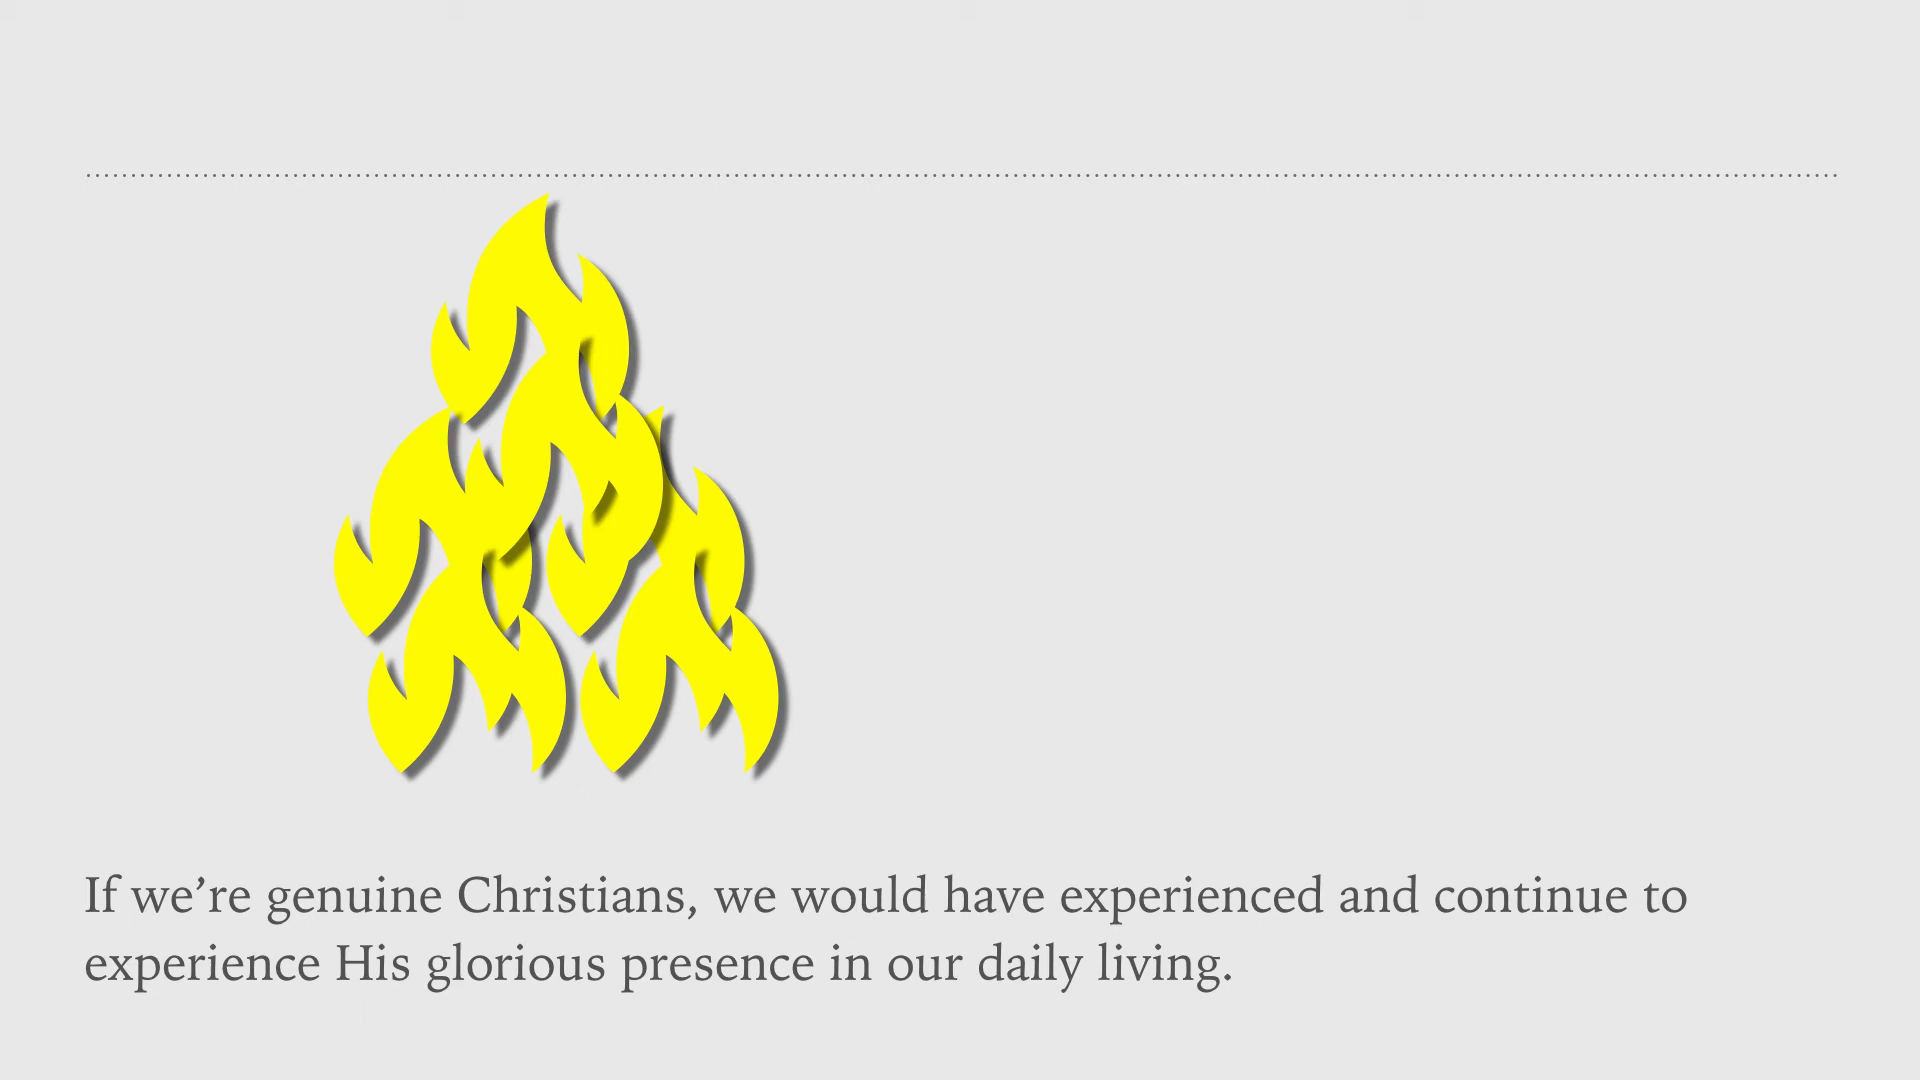 If we’re genuine Christians, we would have experienced and continue to
experience His glorious presence in our daily living.